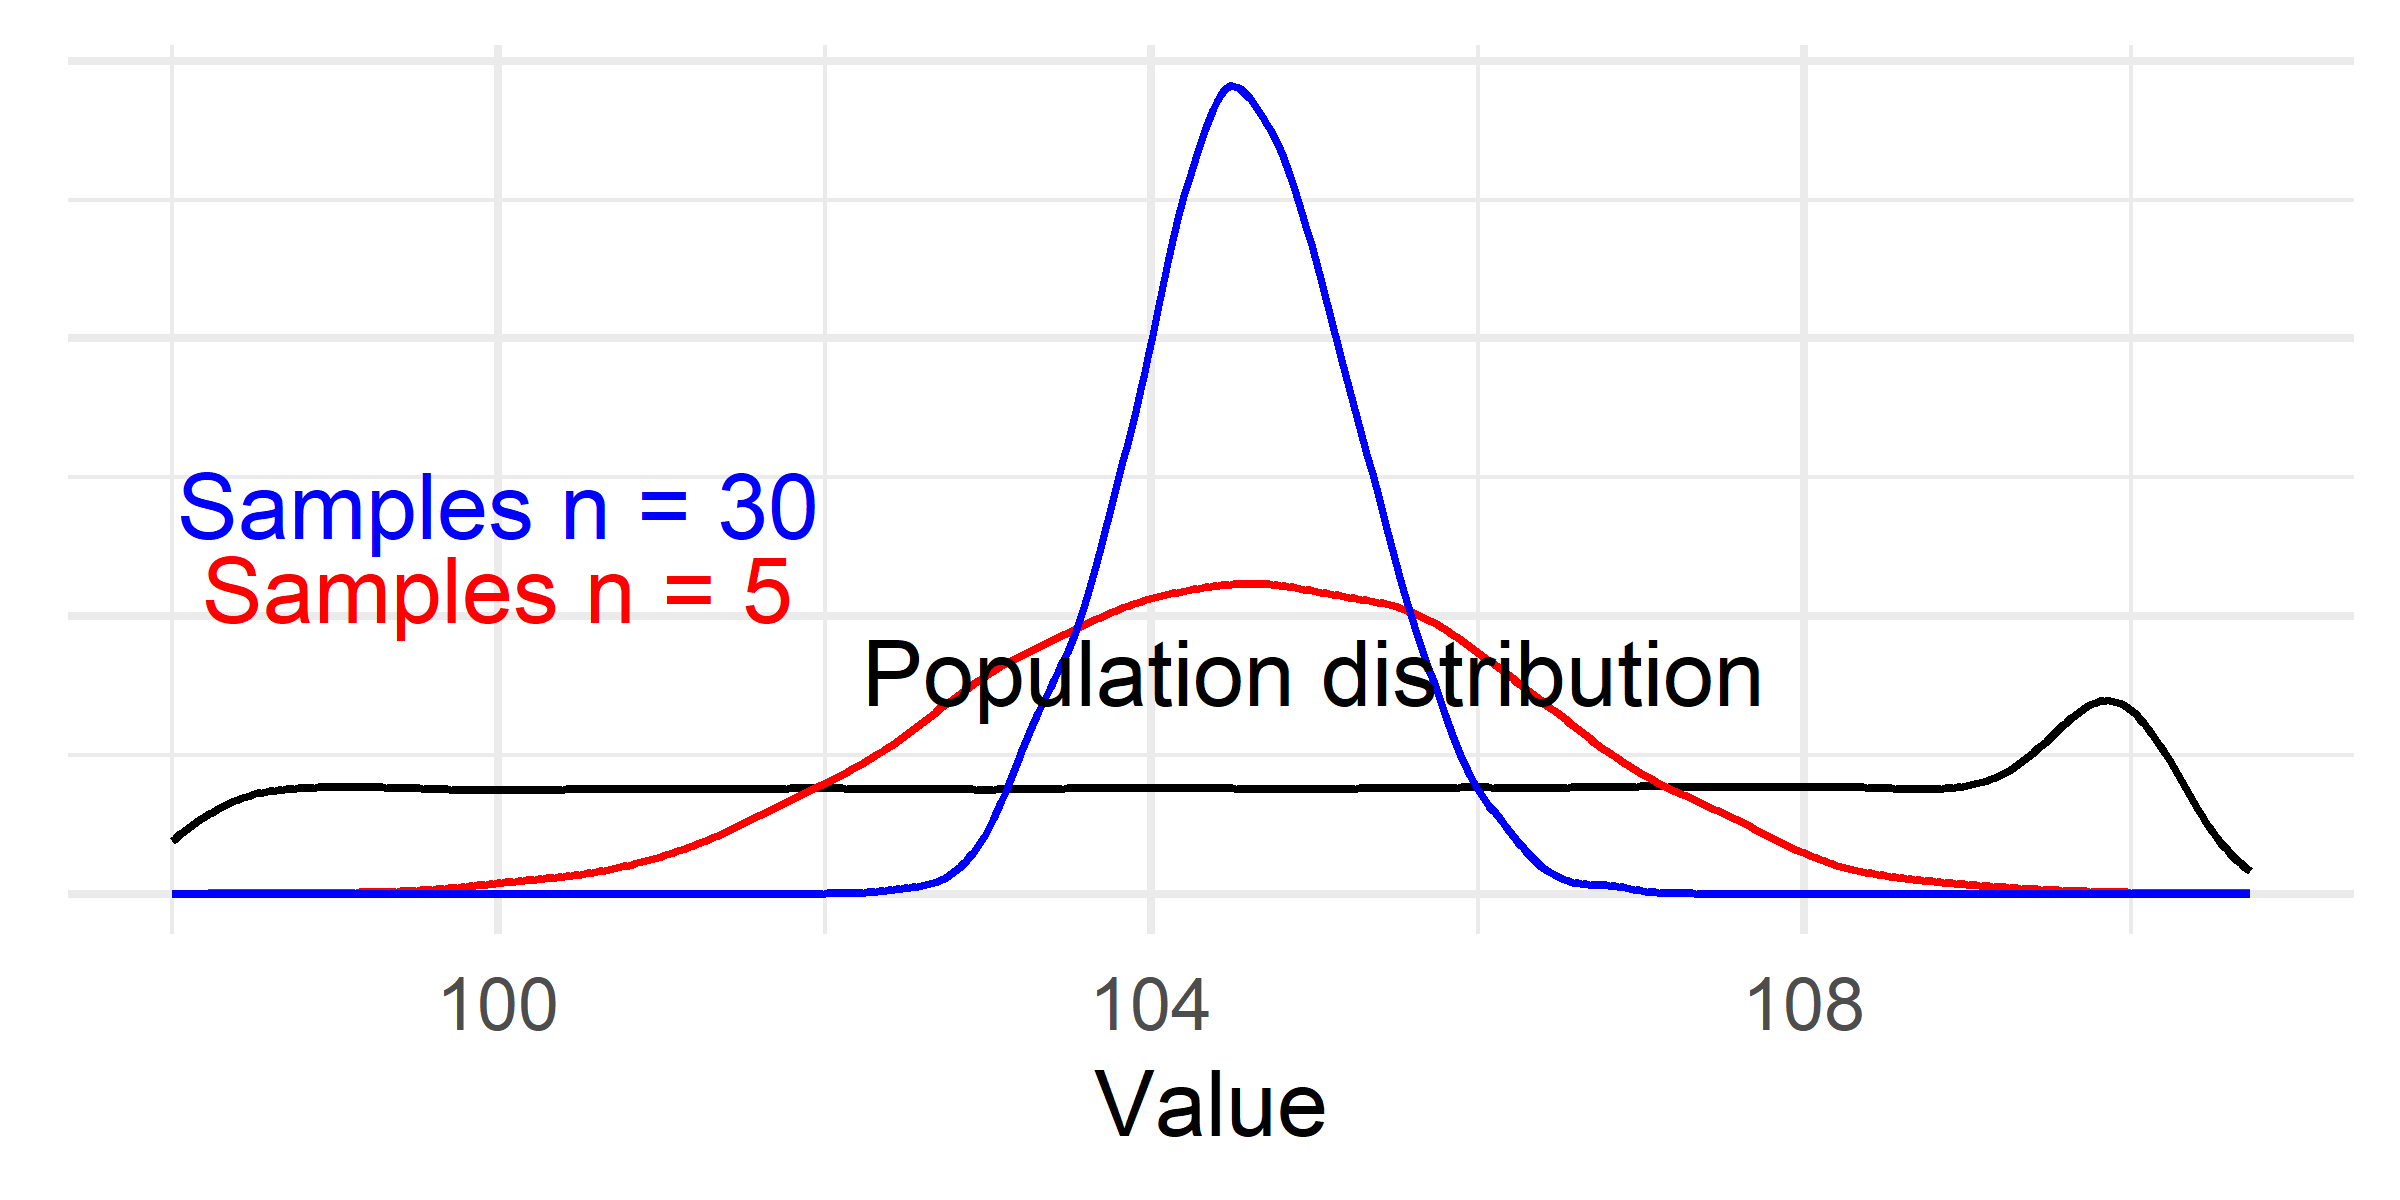 Samples n = 30
Samples n = 5
Population distribution
100 104 108
Value